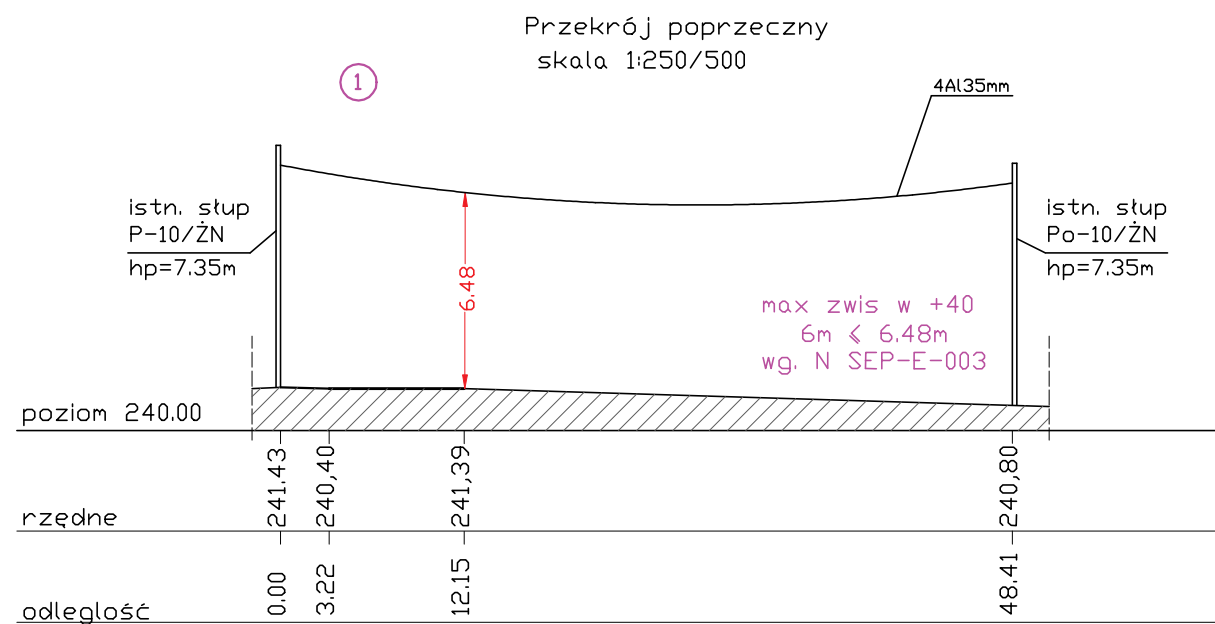 Przekrój poprzeczny
skala 1:250/500
1
4Al35mm
istn. słup
P-10/ŻN
hp=7.35m
istn. słup
Po-10/ŻN
hp=7.35m
6.48
max zwis w +40
6m ⩽ 6.48m
wg. N SEP-E-003
poziom 240.00
rzędne
241.43
240,40
241,39
240,80
odległość
0.00
3.22
12.15
48.41